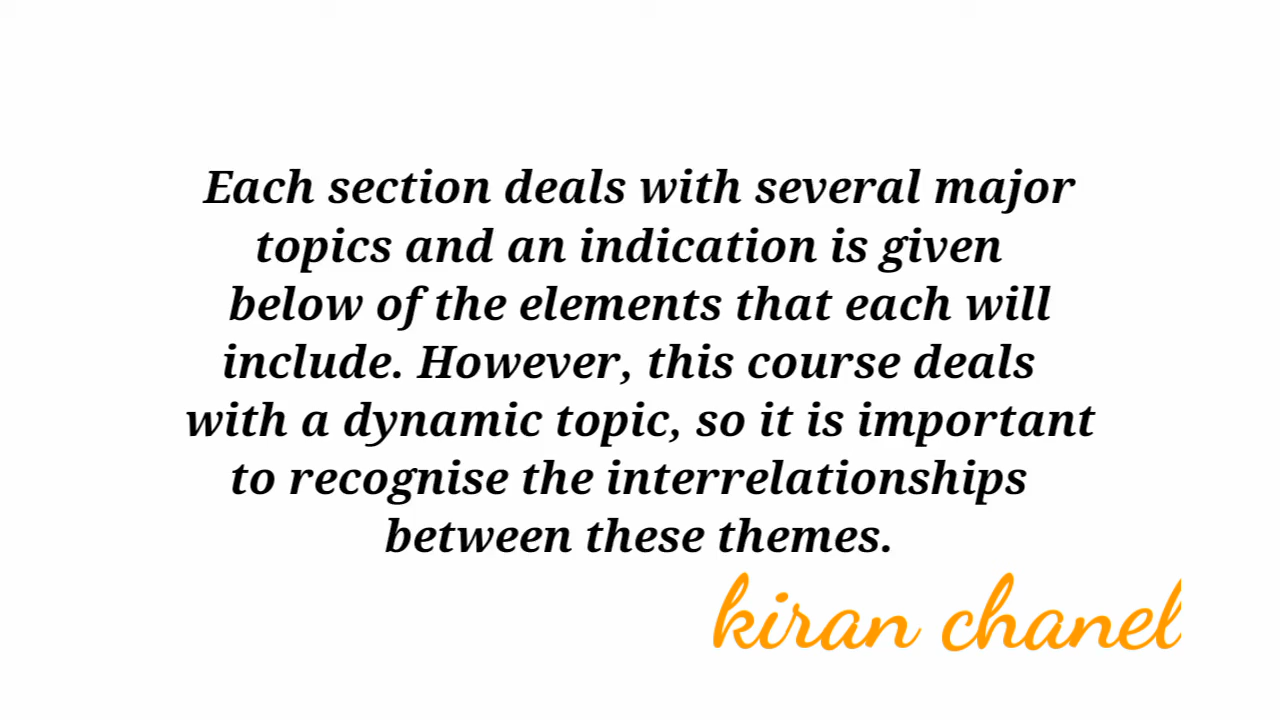 Each section deals with several major
topics and an indication is given
below of the elements that each will
include. However, this course deals
with a dynamic topic, so it is important
to recognise the interrelationships
between these themes.
kiran chanel